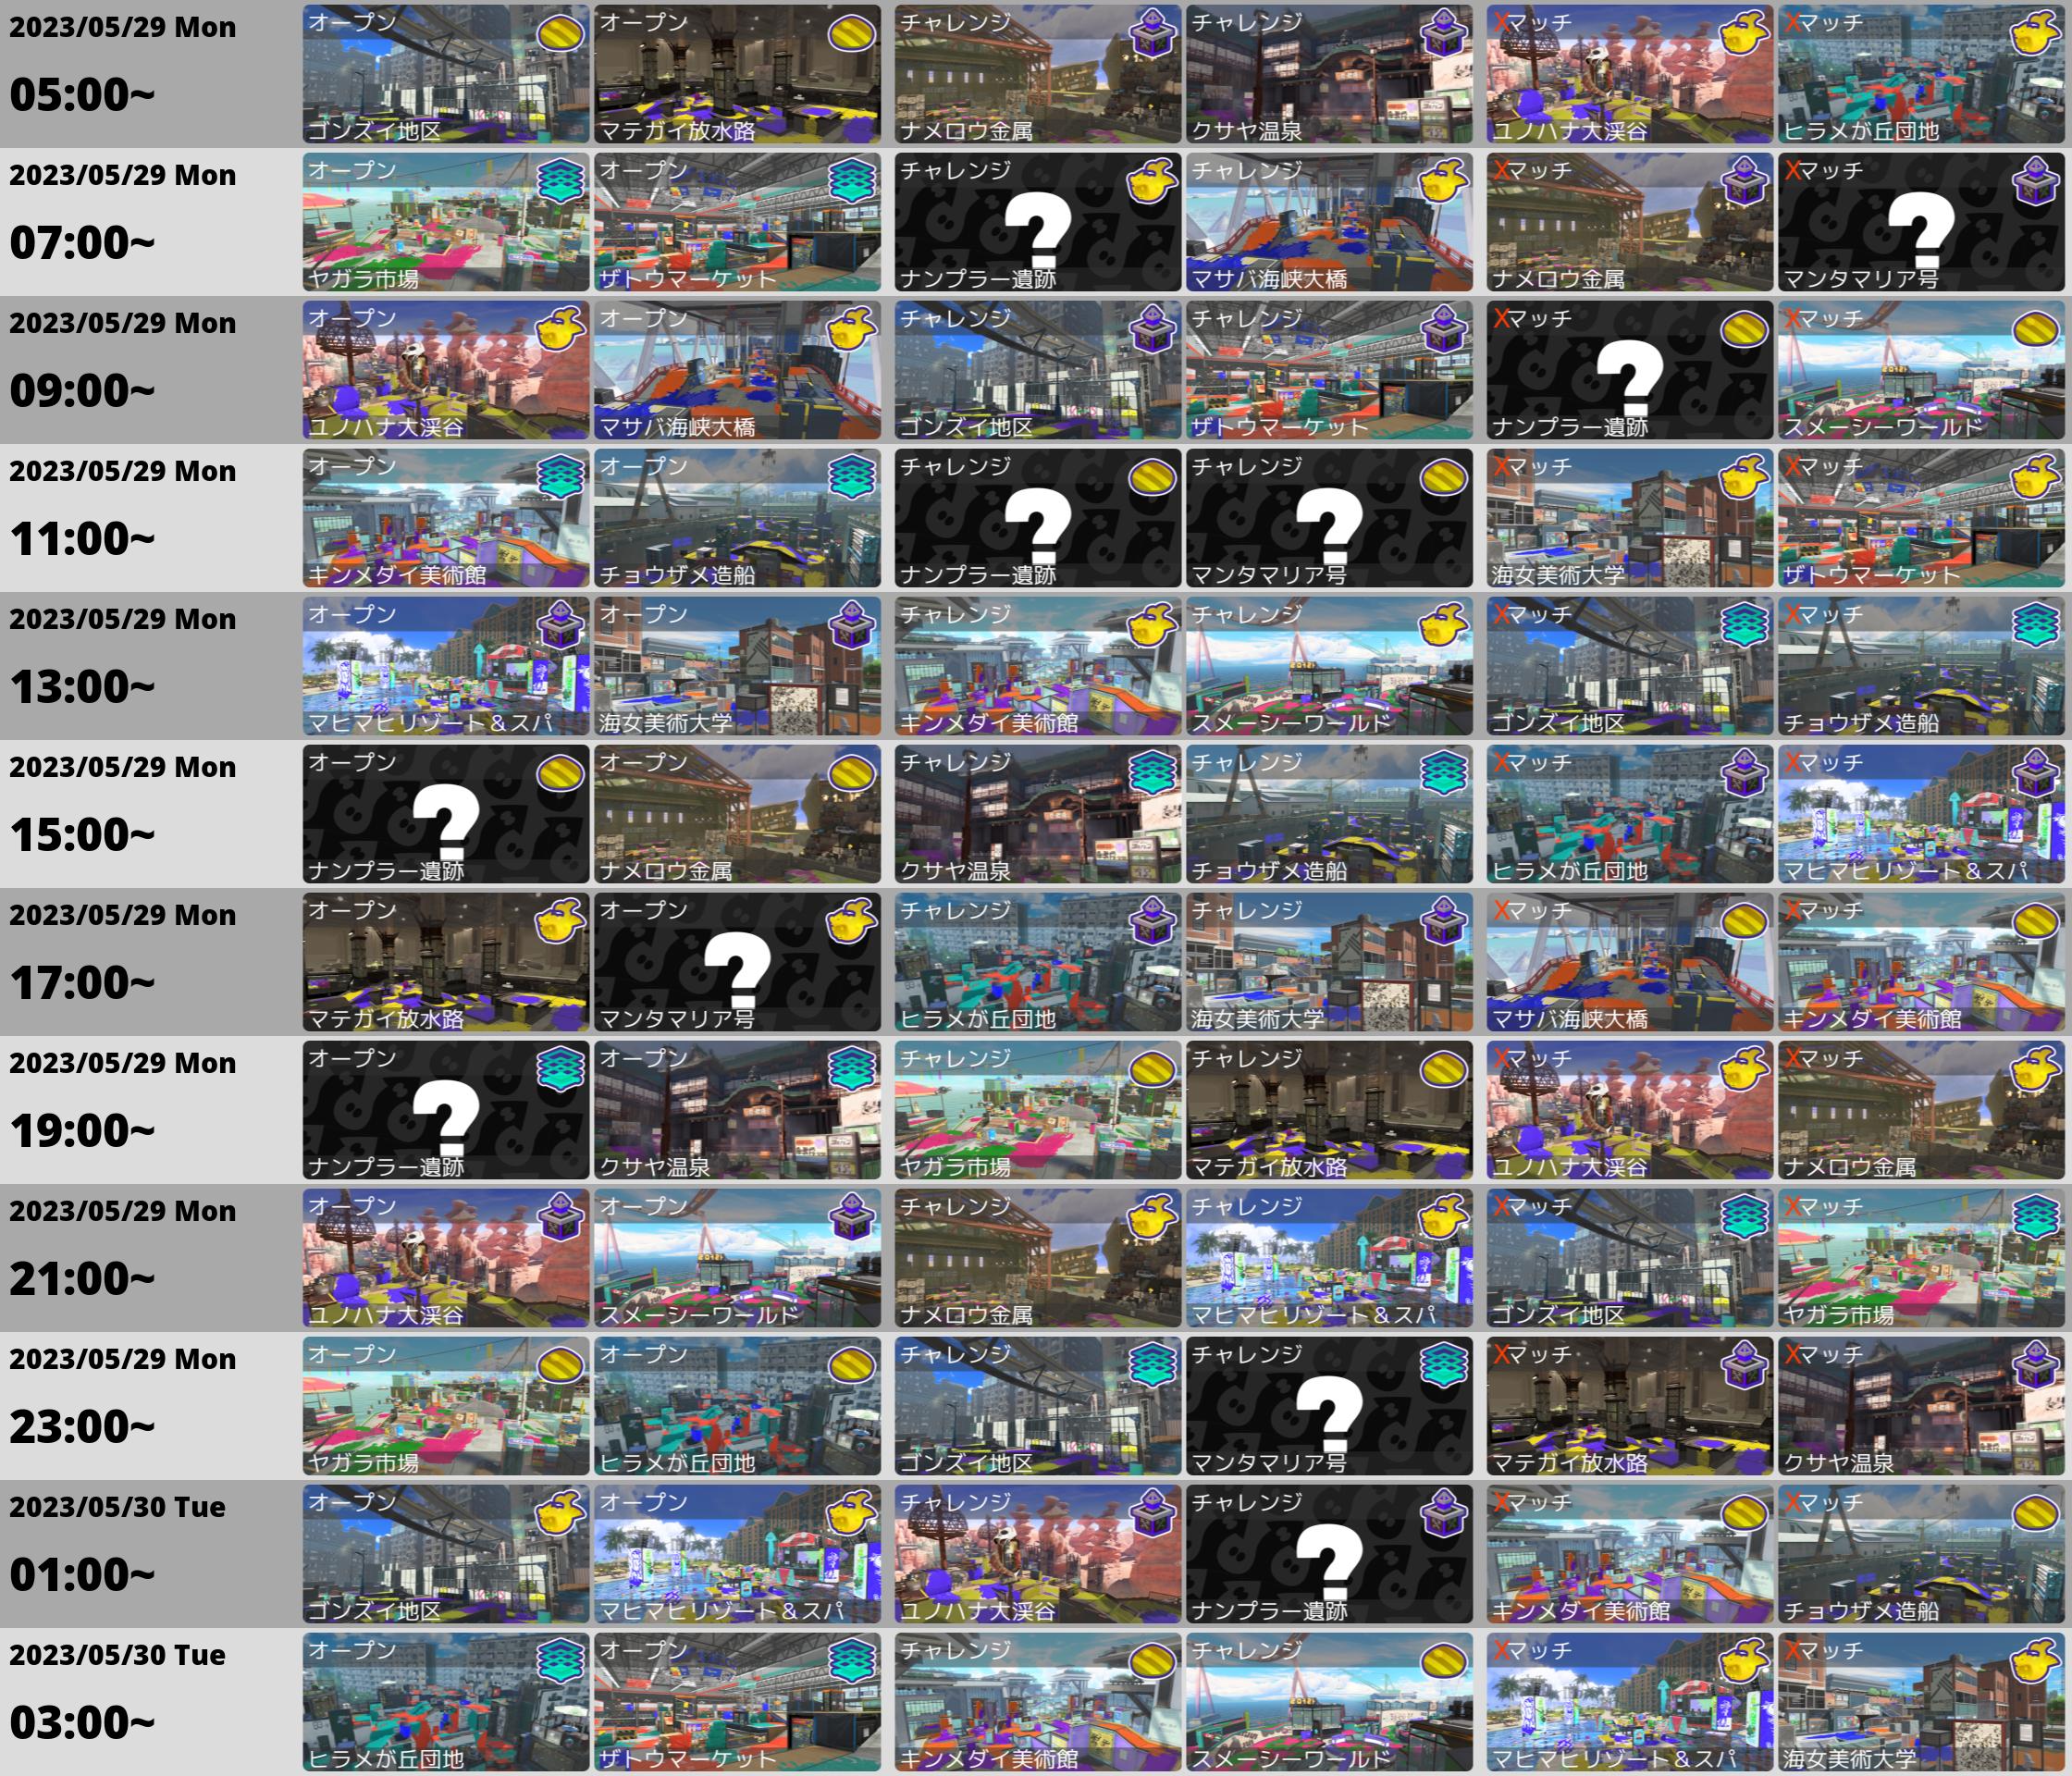 2023/05/29 Mon
05:00~
オープン オープン チャレンジ チャレンジ Xマッチ Xマッチ
ゴンズイ地区 マテガイ放水路 ナメロウ金属 クサヤ温泉 ユノハナ大渓谷 ヒラメが丘団地
2023/05/29 Mon
07:00~
オープン オープン チャレンジ チャレンジ Xマッチ Xマッチ
? ?
ヤガラ市場 ザトウマーケット ナンプラー遺跡 マサバ海峡大橋 ナメロウ金属 マンタマリア号
2023/05/29 Mon
09:00~
オープン オープン チャレンジ チャレンジ Xマッチ Xマッチ
?
ユノハナ大渓谷 マサバ海峡大橋 ゴンズイ地区 ザトウマーケット ナンプラー遺跡 スメーシーワールド
2023/05/29 Mon
11:00~
オープン オープン チャレンジ チャレンジ Xマッチ Xマッチ
? ?
キンメダイ美術館 チョウザメ造船 ナンプラー遺跡 マンタマリア号 海女美術大学 ザトウマーケット
2023/05/29 Mon
13:00~
オープン オープン チャレンジ チャレンジ Xマッチ Xマッチ
マヒマヒリゾート&スパ 海女美術大学 キンメダイ美術館 スメーシーワールド ゴンズイ地区 チョウザメ造船
2023/05/29 Mon
15:00~
オープン オープン チャレンジ チャレンジ Xマッチ Xマッチ
?
ナンプラー遺跡 ナメロウ金属 クサヤ温泉 チョウザメ造船 ヒラメが丘団地 マヒマヒリゾート&スパ
2023/05/29 Mon
17:00~
オープン オープン チャレンジ チャレンジ Xマッチ Xマッチ
?
マテガイ放水路 マンタマリア号 ヒラメが丘団地 海女美術大学 マサバ海峡大橋 キンメダイ美術館
2023/05/29 Mon
19:00~
オープン オープン チャレンジ チャレンジ Xマッチ Xマッチ
?
ナンプラー遺跡 クサヤ温泉 ヤガラ市場 マテガイ放水路 ユノハナ大渓谷 ナメロウ金属
2023/05/29 Mon
21:00~
オープン オープン チャレンジ チャレンジ Xマッチ Xマッチ
ユノハナ大渓谷 スメーシーワールド ナメロウ金属 マヒマヒリゾート&スパ ゴンズイ地区 ヤガラ市場
2023/05/29 Mon
23:00~
オープン オープン チャレンジ チャレンジ Xマッチ Xマッチ
?
ヤガラ市場 ヒラメが丘団地 ゴンズイ地区 マンタマリア号 マテガイ放水路 クサヤ温泉
2023/05/30 Tue
01:00~
オープン オープン チャレンジ チャレンジ Xマッチ Xマッチ
?
ゴンズイ地区 マヒマヒリゾート&スパ ユノハナ大渓谷 ナンプラー遺跡 キンメダイ美術館 チョウザメ造船
2023/05/30 Tue
03:00~
オープン オープン チャレンジ チャレンジ Xマッチ Xマッチ
ヒラメが丘団地 ザトウマーケット キンメダイ美術館 スメーシーワールド マヒマヒリゾート&スパ 海女美術大学